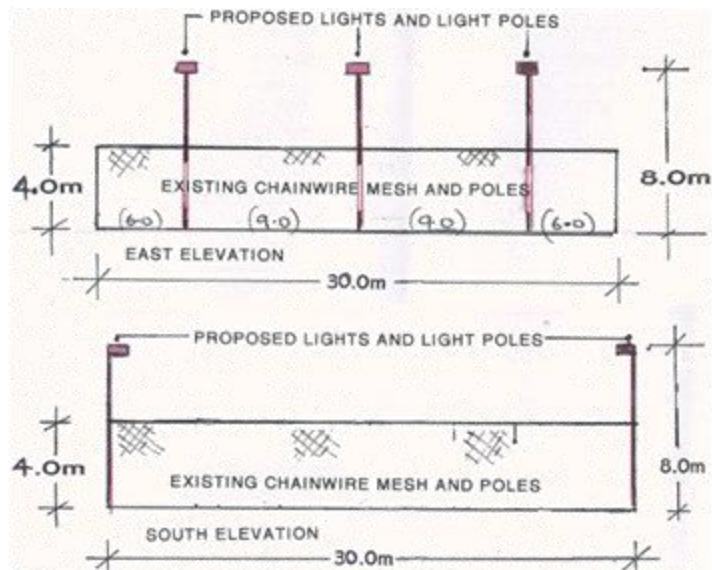 PROPOSED LIGHTS AND LIGHT POLES
4.0m
8.0m
EXISTING CHAINWIRE MESH AND POLES
(6.0) (9.0) (9.0) (6.0)
EAST ELEVATION
30.0m
PROPOSED LIGHTS AND LIGHT POLES
4.0m
8.0m
EXISTING CHAINWIRE MESH AND POLES
SOUTH ELEVATION
30.0m